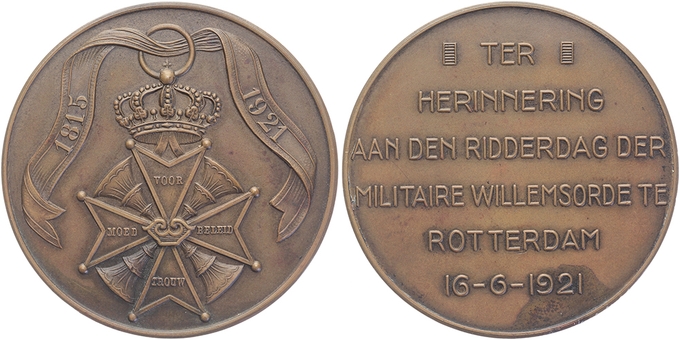 1815
1921
VOOR
MOED BELEID
TROUW
TER
HERINNERING
AAN DEN RIDDERDAG DER
MILITAIRE WILLEMSORDE TE
ROTTERDAM
16-6-1921